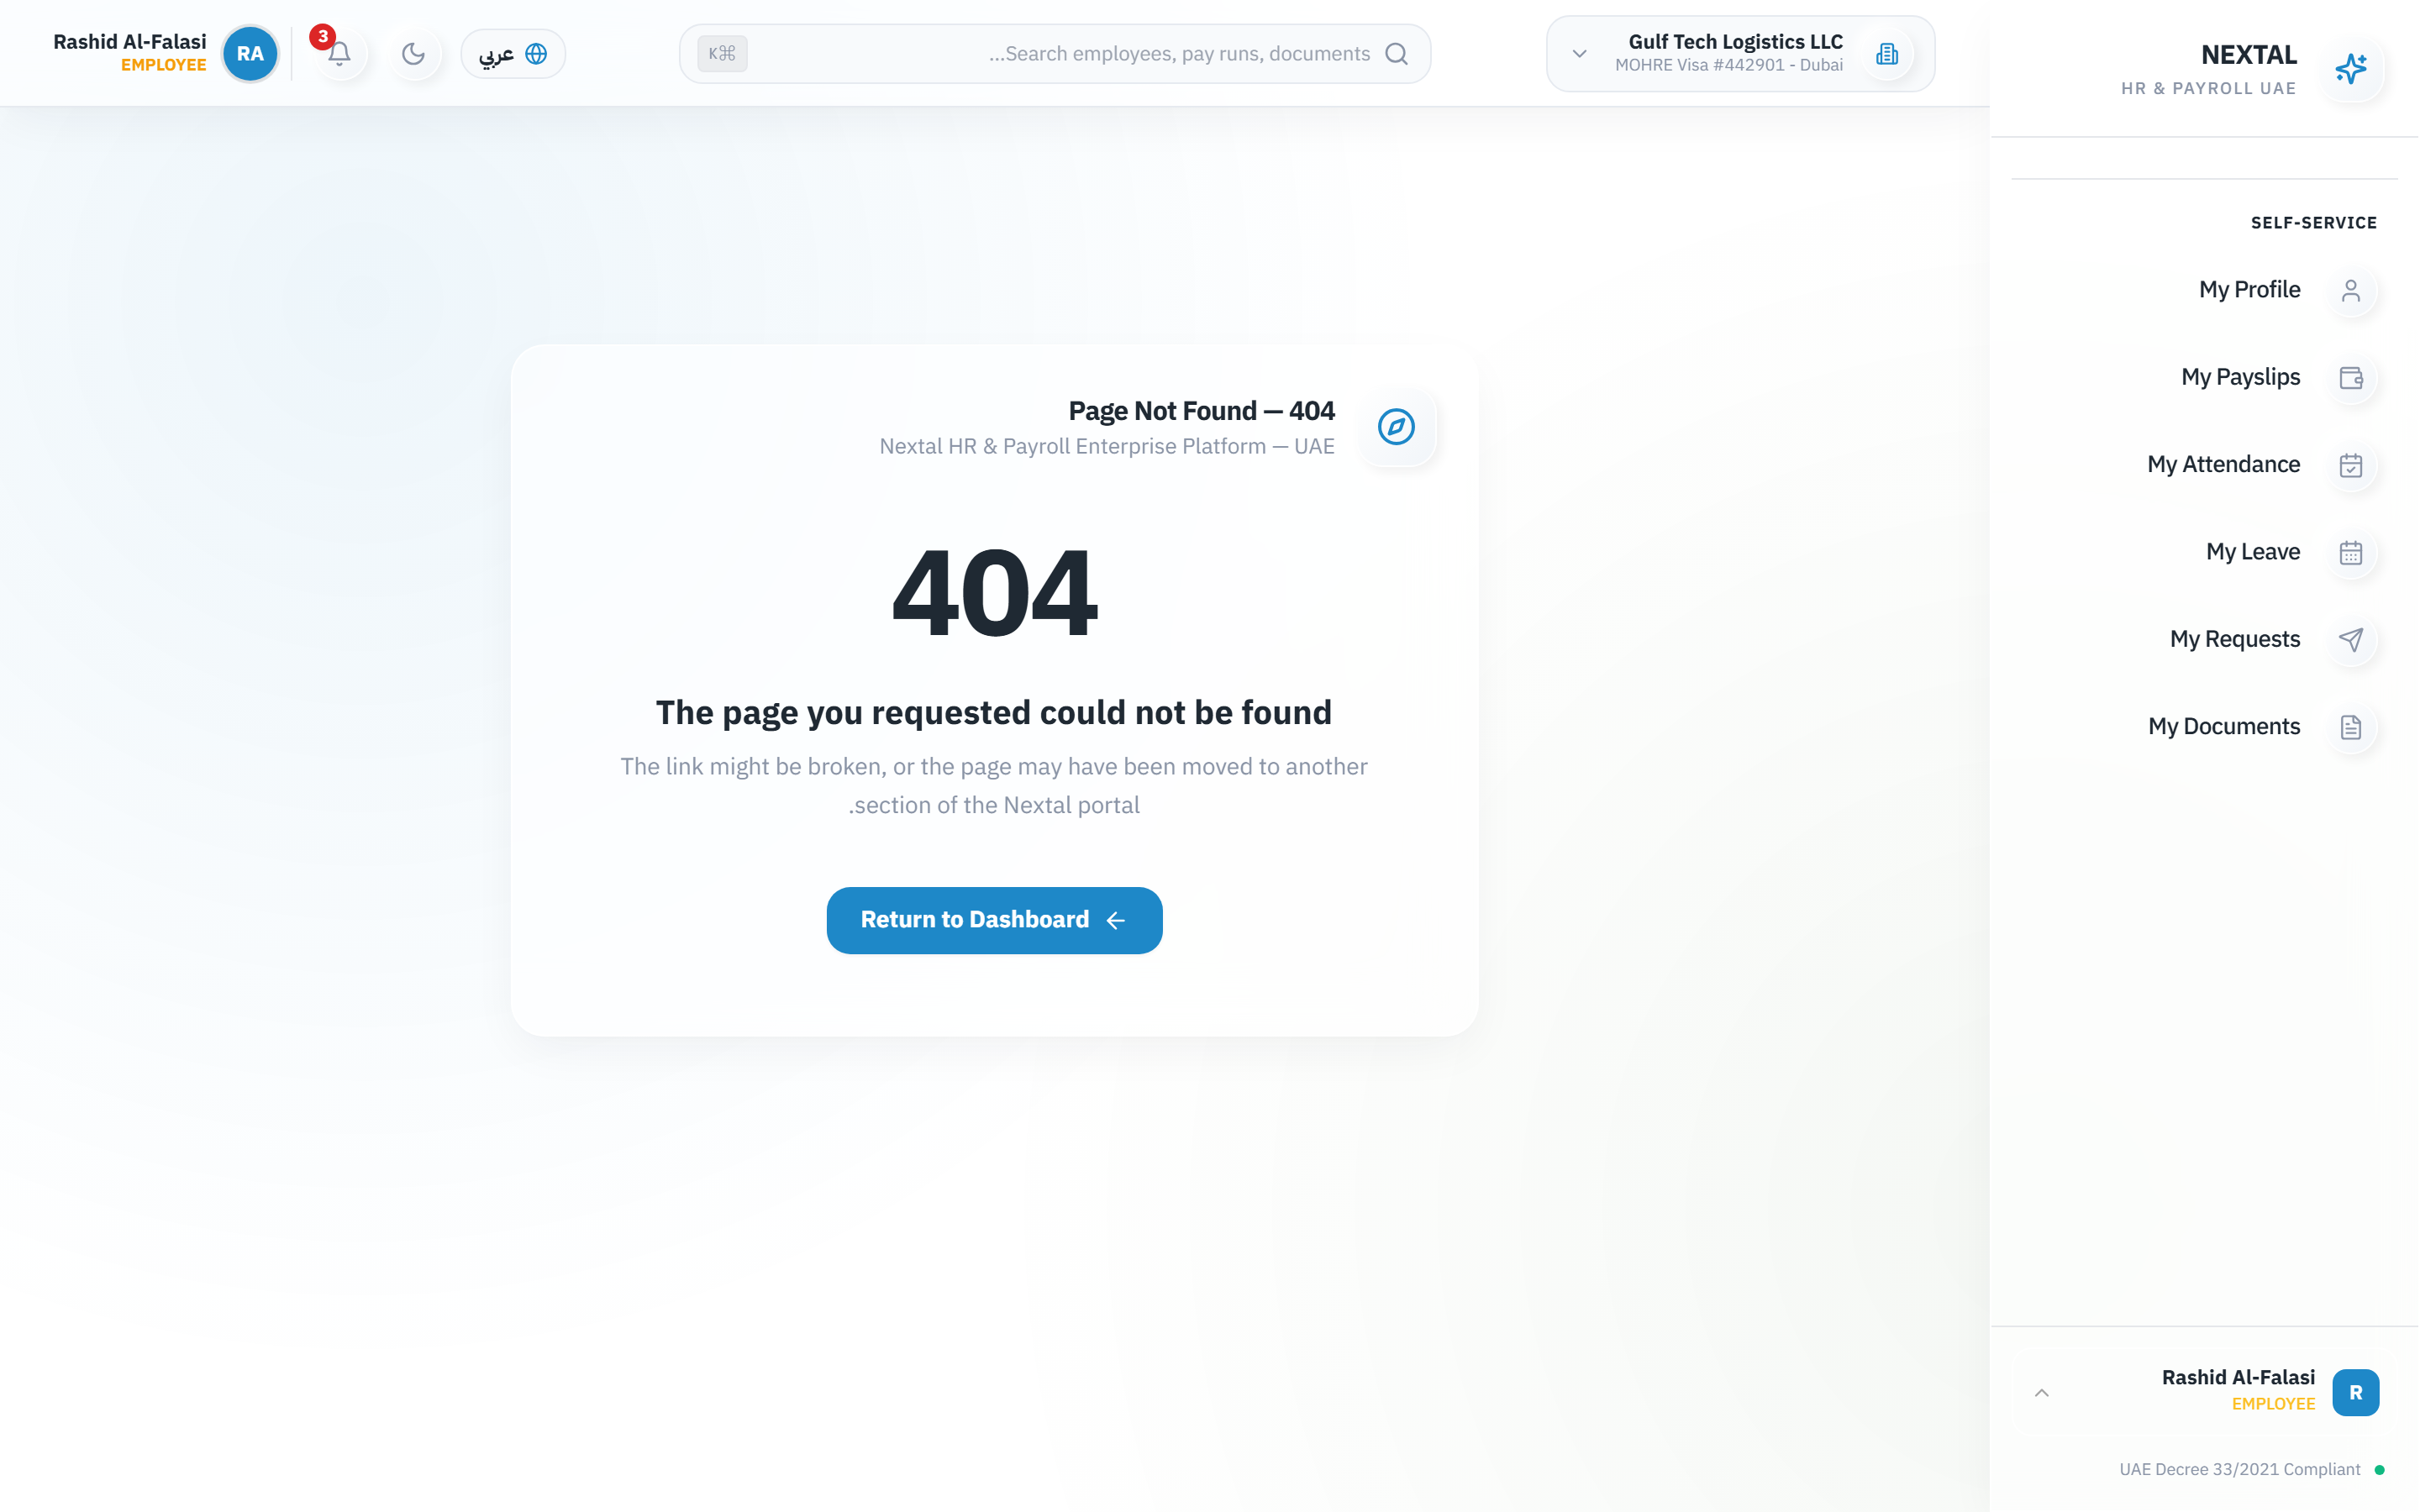 NEXTAL
HR & PAYROLL UAE
Gulf Tech Logistics LLC
MOHRE Visa #442901 - Dubai
...Search employees, pay runs, documents
K⌘
عربي
3
RA
Rashid Al-Falasi
EMPLOYEE
SELF-SERVICE
My Profile
My Payslips
My Attendance
My Leave
My Requests
My Documents
Page Not Found — 404
Nextal HR & Payroll Enterprise Platform — UAE
404
The page you requested could not be found
The link might be broken, or the page may have been moved to another
.section of the Nextal portal
Return to Dashboard
R
Rashid Al-Falasi
EMPLOYEE
UAE Decree 33/2021 Compliant